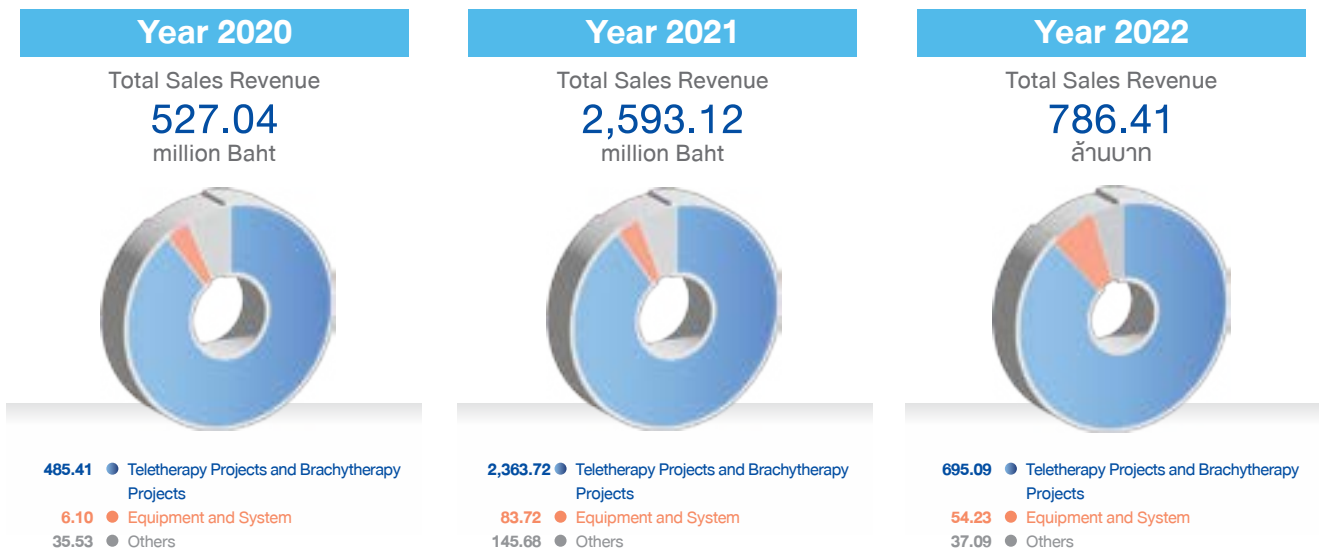 Year 2020
Total Sales Revenue
527.04
million Baht
485.41 Teletherapy Projects and Brachytherapy
Projects
6.10 Equipment and System
35.53 Others
Year 2021
Total Sales Revenue
2,593.12
million Baht
2,363.72 Teletherapy Projects and Brachytherapy
Projects
83.72 Equipment and System
145.68 Others
Year 2022
Total Sales Revenue
786.41
ล้านบาท
695.09 Teletherapy Projects and Brachytherapy
Projects
54.23 Equipment and System
37.09 Others